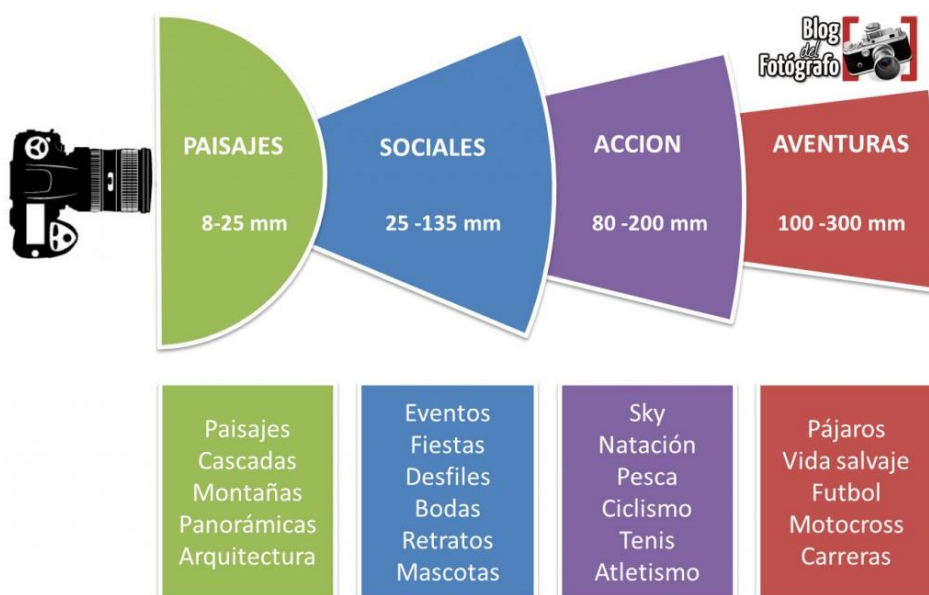 Blog
del
Fotógrafo
PAISAJES
8-25 mm
SOCIALES
25 -135 mm
ACCION
80 -200 mm
AVENTURAS
100 -300 mm
Paisajes
Cascadas
Montañas
Panorámicas
Arquitectura
Eventos
Fiestas
Desfiles
Bodas
Retratos
Mascotas
Sky
Natación
Pesca
Ciclismo
Tenis
Atletismo
Pájaros
Vida salvaje
Futbol
Motocross
Carreras